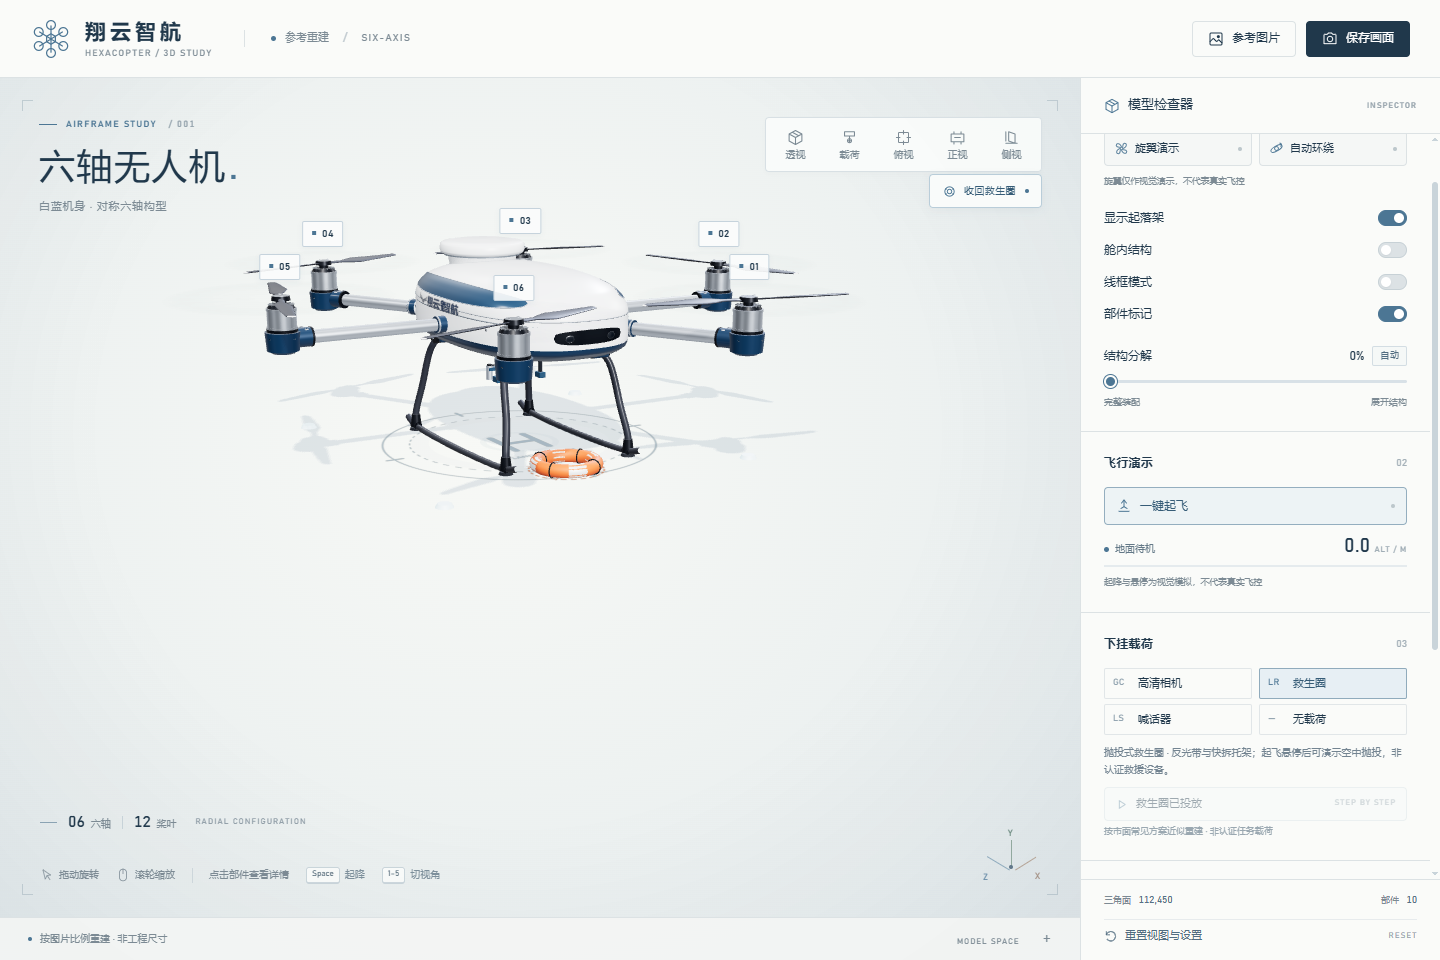 翔云智航
HEXACOPTER / 3D STUDY
参考重建 / SIX-AXIS
参考图片
保存画面
AIRFRAME STUDY / 001
六轴无人机.
白蓝机身 · 对称六轴构型
透视 载荷 俯视 正视 侧视
收回救生圈
03
04
02
05
01
06
翔云智航
H
06 六轴 12 桨叶 RADIAL CONFIGURATION
拖动旋转 滚轮缩放 点击部件查看详情 Space 起降 1–5 切视角
Y
Z
X
按图片比例重建 · 非工程尺寸
MODEL SPACE +
模型检查器 INSPECTOR
旋翼演示 自动环绕
旋翼仅作视觉演示，不代表真实飞控
显示起落架
舱内结构
线框模式
部件标记
结构分解 0% 自动
完整装配 展开结构
飞行演示 02
一键起飞
地面待机 0.0 ALT / M
起降与悬停为视觉模拟，不代表真实飞控
下挂载荷 03
GC 高清相机 LR 救生圈
LS 喊话器 — 无载荷
抛投式救生圈 · 反光带与快拆托架；起飞悬停后可演示空中抛投，非
认证救援设备。
救生圈已投放 STEP BY STEP
按市面常见方案近似重建 · 非认证任务载荷
三角面 112,450 部件 10
重置视图与设置 RESET